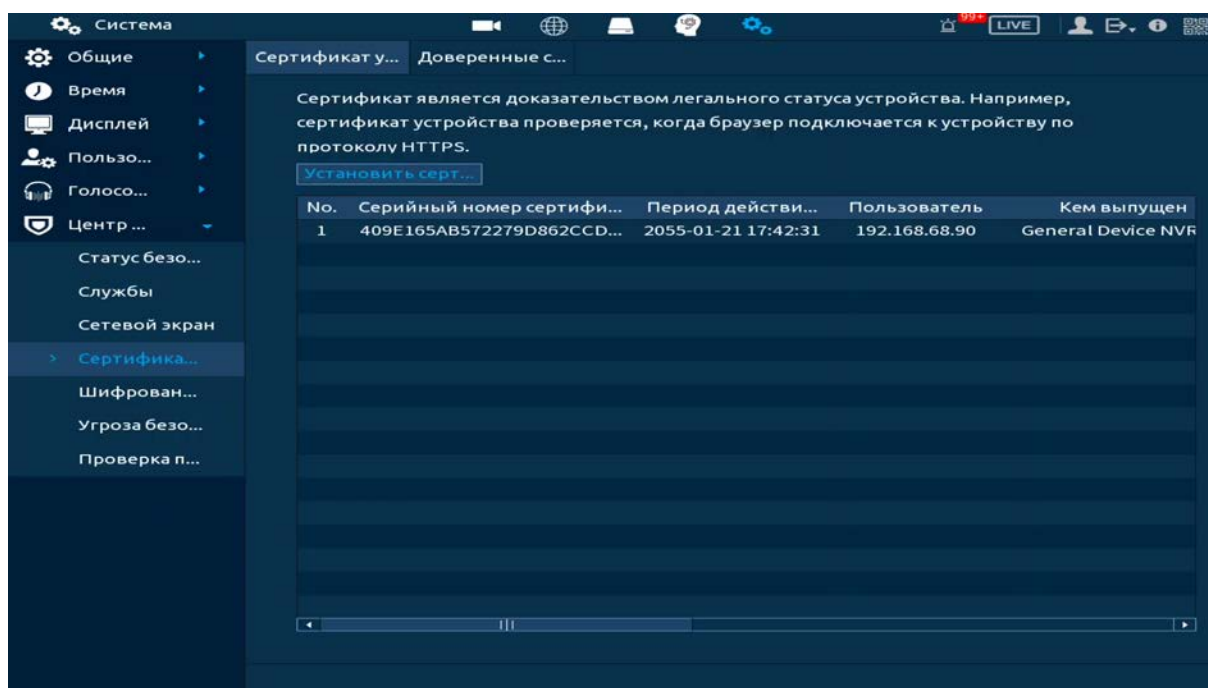 Система
99+
LIVE
Общие
Время
Дисплей
Пользо...
Голосо...
Центр ...
Статус безо...
Службы
Сетевой экран
Сертифика...
Шифрован...
Угроза безо...
Проверка п...
Сертификат у... Доверенные с...
Сертификат является доказательством легального статуса устройства. Например,
сертификат устройства проверяется, когда браузер подключается к устройству по
протоколу HTTPS.
Установить серт...
No. Серийный номер сертифи... Период действи... Пользователь Кем выпущен
1 409E165AB572279D862CCD... 2055-01-21 17:42:31 192.168.68.90 General Device NVR